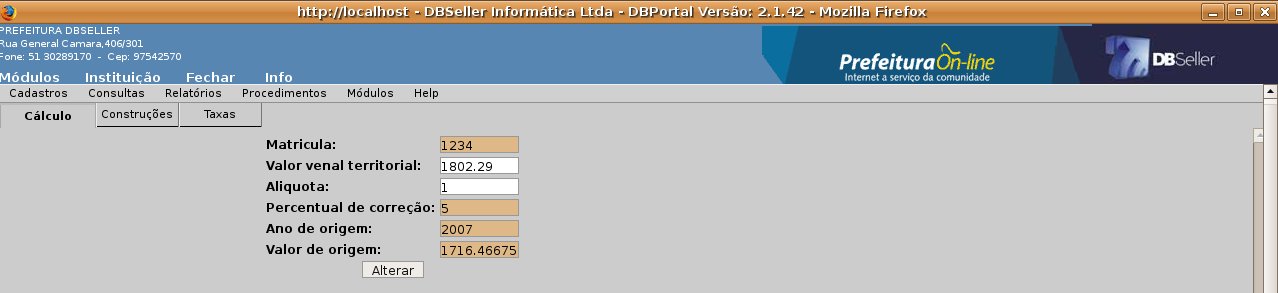 http://localhost - DBSeller Informática Ltda - DBPortal Versão: 2.1.42 - Mozilla Firefox
PREFEITURA DBSELLER
Rua General Camara,406/301
Fone: 51 30289170 - Cep: 97542570
Prefeitura On-line
Internet a serviço da comunidade
DBSeller
Módulos Instituição Fechar Info
Cadastros Consultas Relatórios Procedimentos Módulos Help
Cálculo Construções Taxas
Matricula: 1234
Valor venal territorial: 1802.29
Aliquota: 1
Percentual de correção: 5
Ano de origem: 2007
Valor de origem: 1716.46675
Alterar